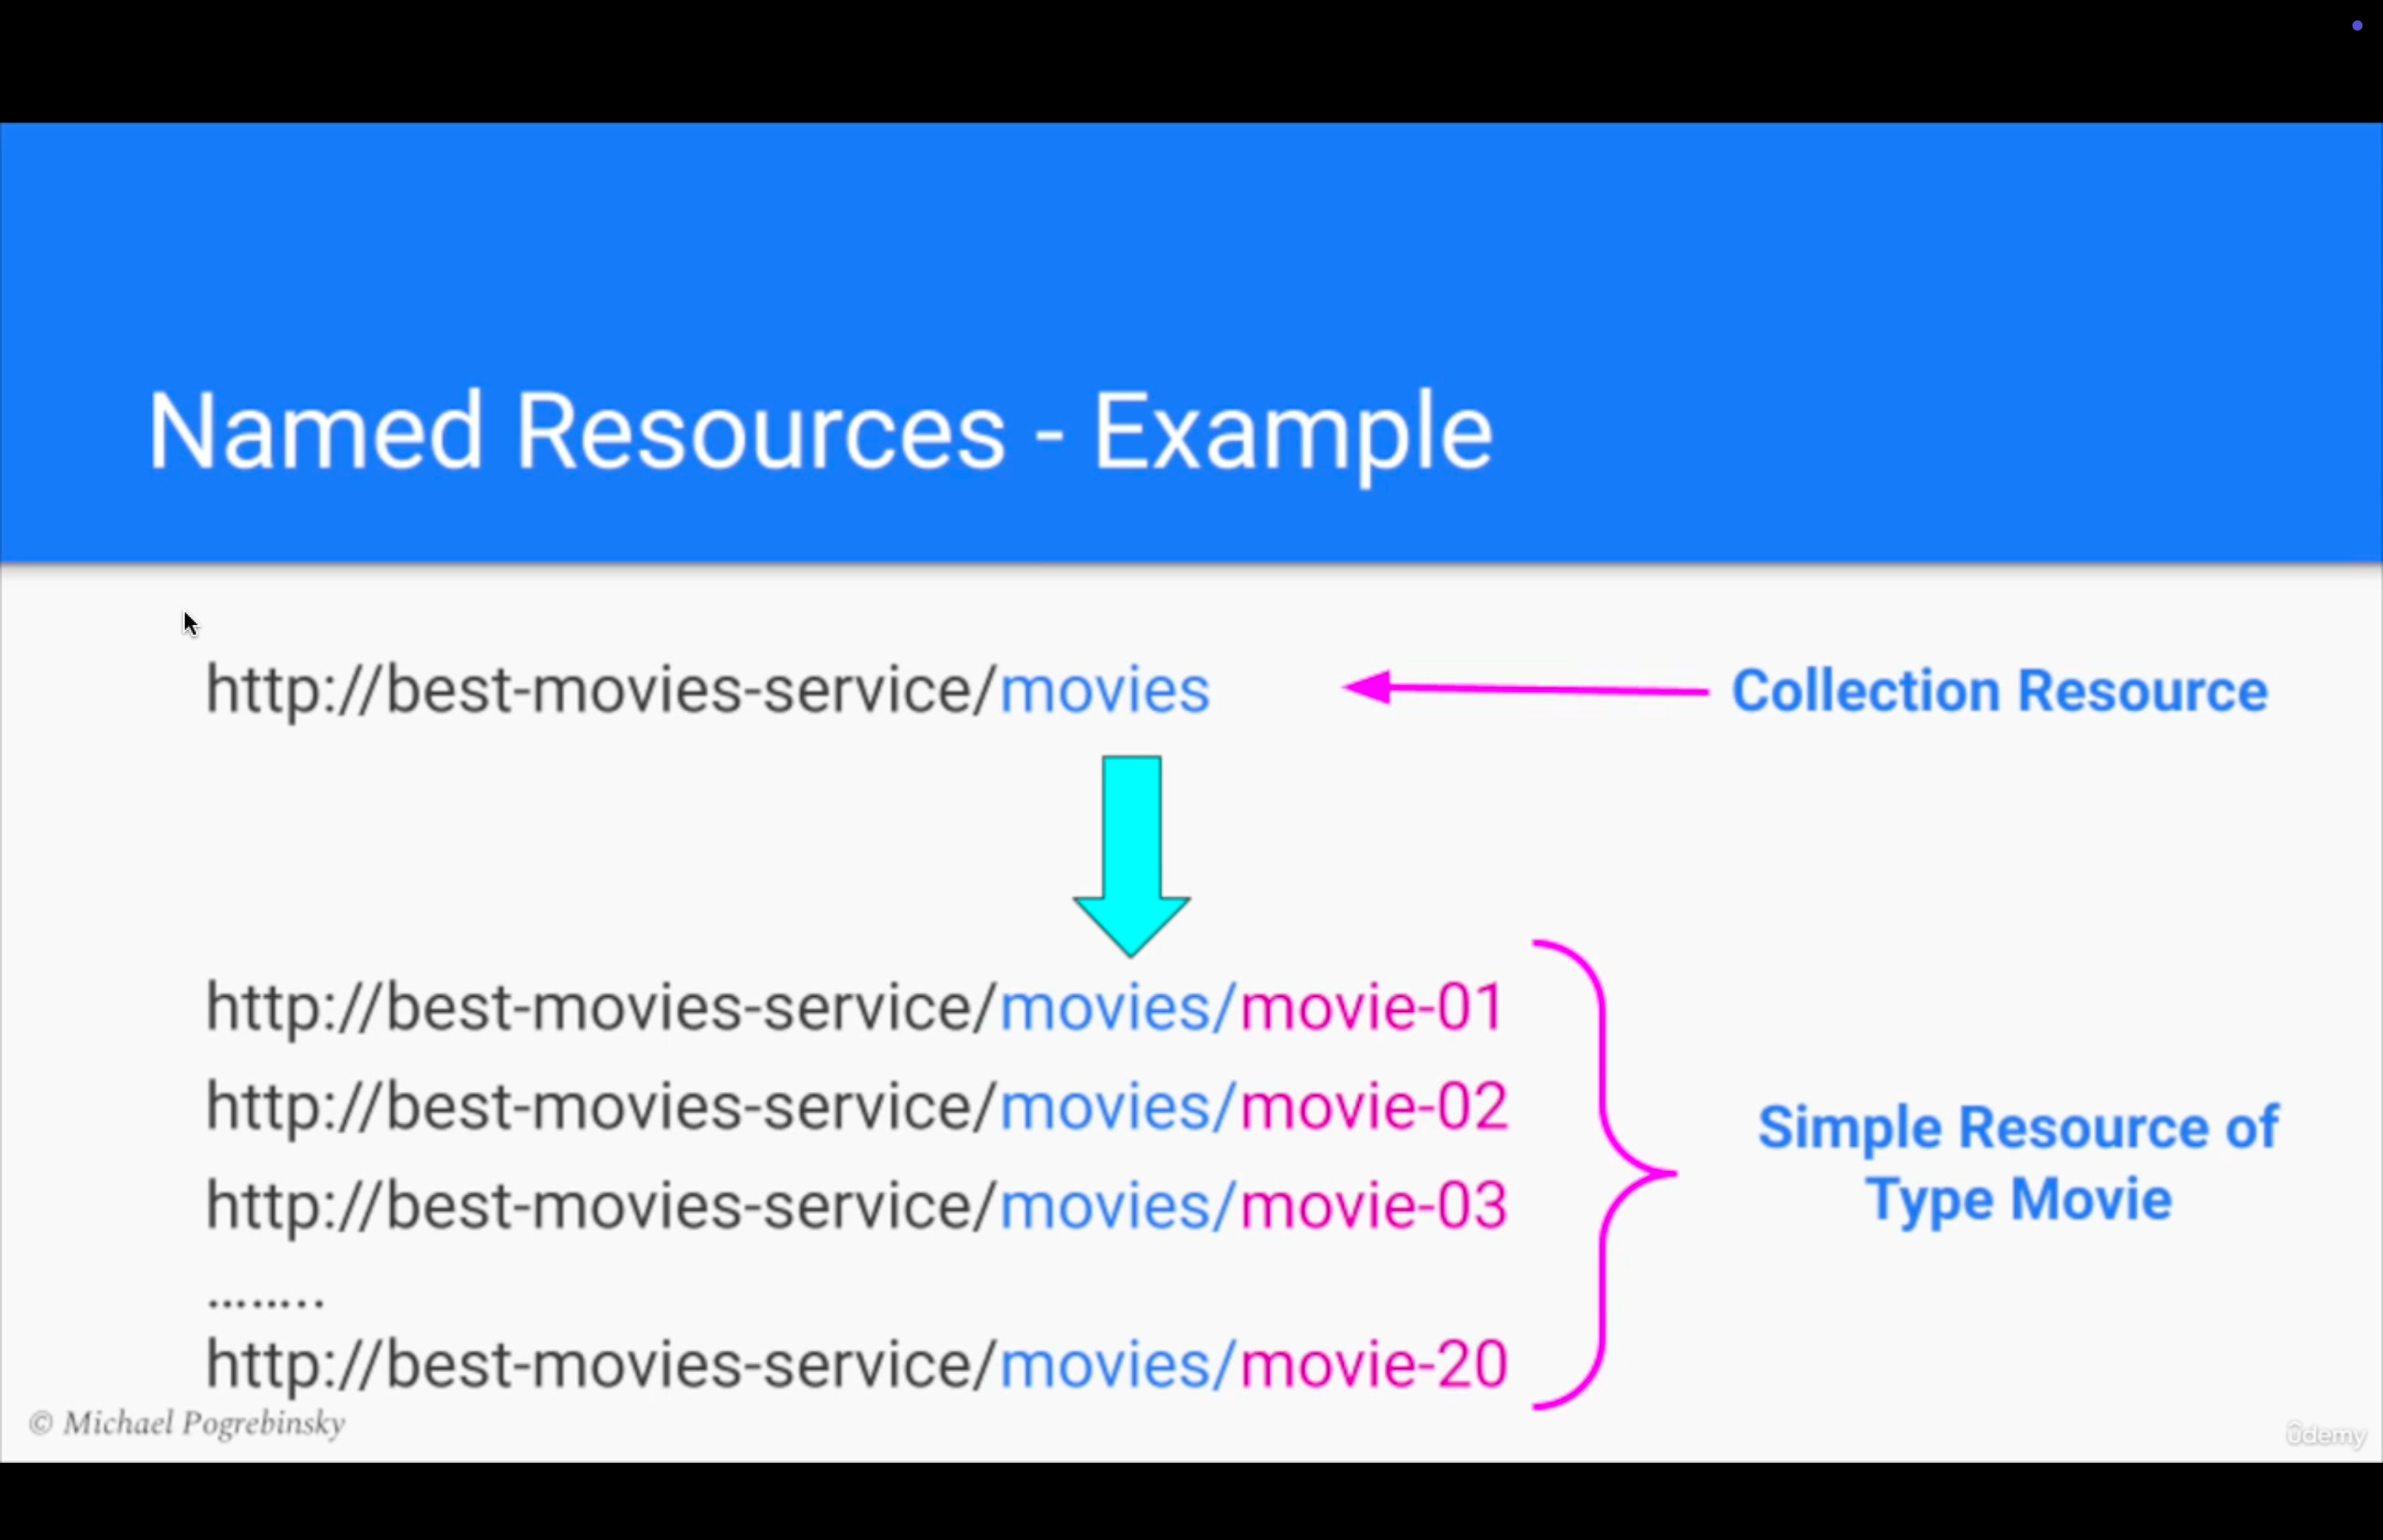 Named Resources - Example
http://best-movies-service/movies
Collection Resource
http://best-movies-service/movies/movie-01
http://best-movies-service/movies/movie-02
http://best-movies-service/movies/movie-03
........
http://best-movies-service/movies/movie-20
Simple Resource of
Type Movie
© Michael Pogrebinsky
ûdemy